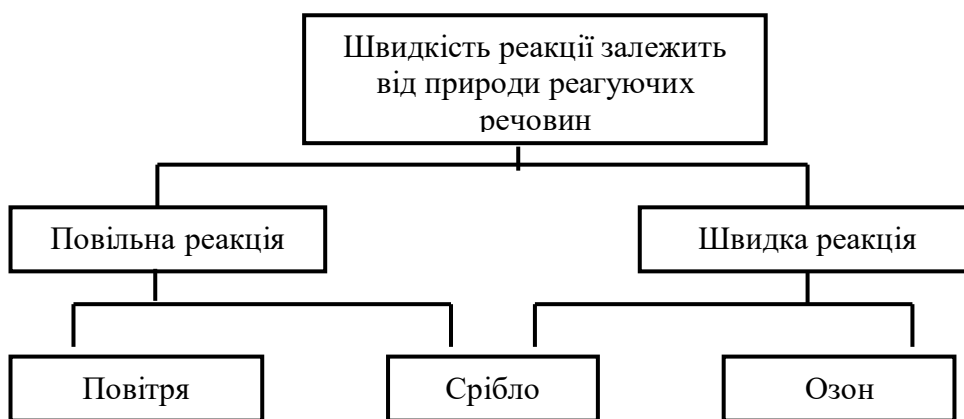 Швидкість реакції залежить
від природи реагуючих
речовин
Повільна реакція
Швидка реакція
Повітря
Срібло
Озон